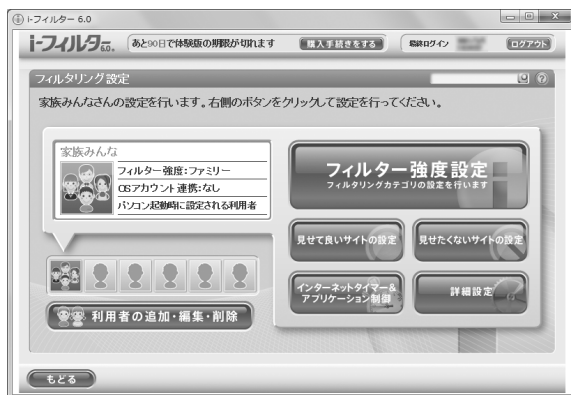 i-フィルター 6.0
i-フィルター 6.0
あと90日で体験版の期限が切れます
購入手続きをする
最終ログイン
ログアウト
フィルタリング設定
家族みんなさんの設定を行います。右側のボタンをクリックして設定を行ってください。
家族みんな
フィルター強度:ファミリー
OSアカウント連携:なし
パソコン起動時に設定される利用者
フィルター強度設定
フィルタリングカテゴリの設定を行います
見せて良いサイトの設定
見せたくないサイトの設定
インターネットタイマー&
アプリケーション制御
詳細設定
利用者の追加・編集・削除
もどる